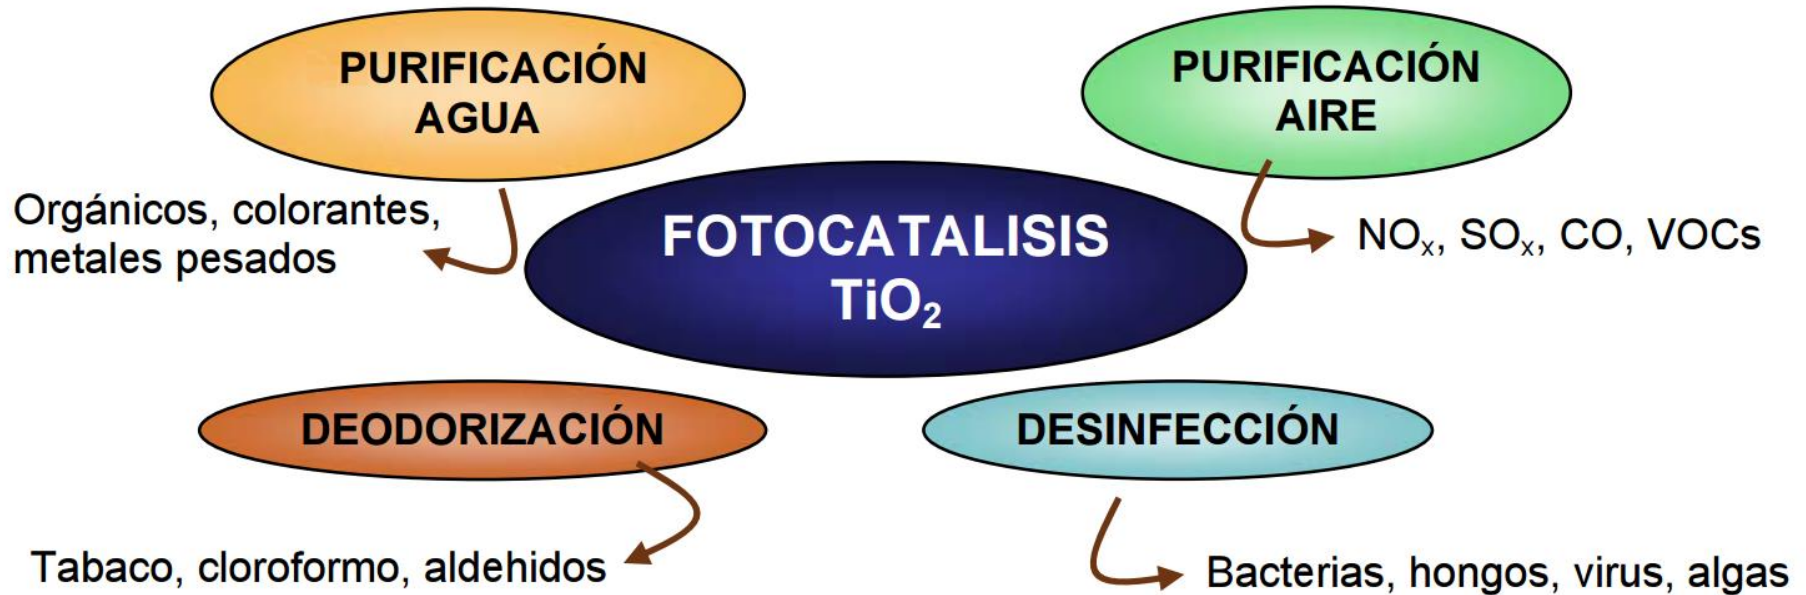 PURIFICACIÓN
AGUA
PURIFICACIÓN
AIRE
Orgánicos, colorantes,
metales pesados
FOTOCATALISIS
TiO₂
NOₓ, SOₓ, CO, VOCs
DEODORIZACIÓN
DESINFECCIÓN
Tabaco, cloroformo, aldehidos
Bacterias, hongos, virus, algas